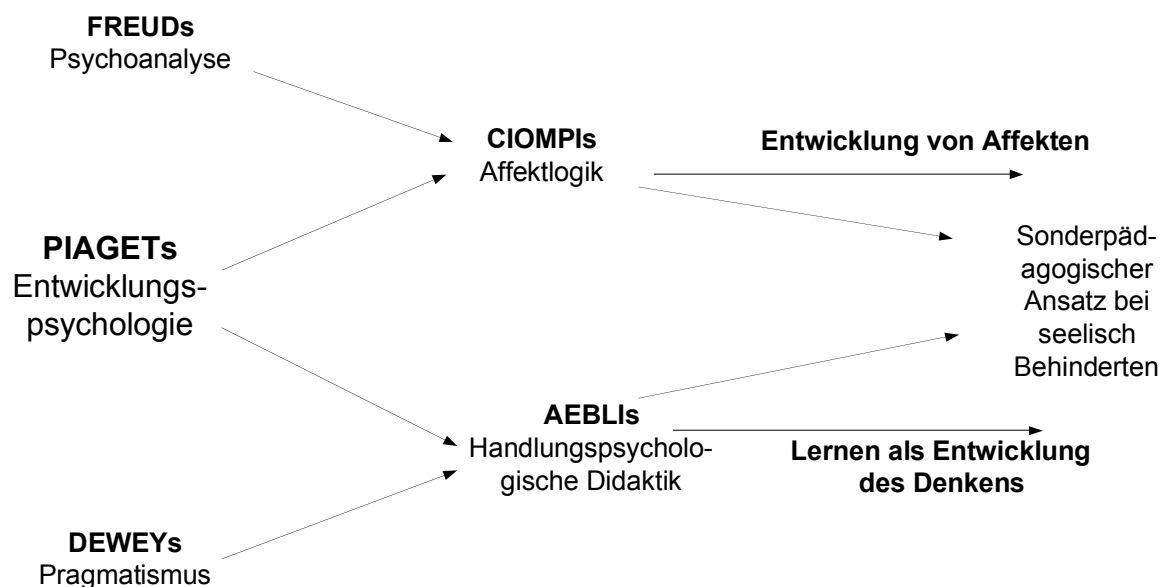 FREUDs
Psychoanalyse
CIOMPIs
Affektlogik
Entwicklung von Affekten
PIAGETs
Entwicklungs-
psychologie
Sonderpäd-
agogischer
Ansatz bei
seelisch
Behinderten
AEBLIs
Handlungspsycholo-
gische Didaktik
Lernen als Entwicklung
des Denkens
DEWEYs
Pragmatismus